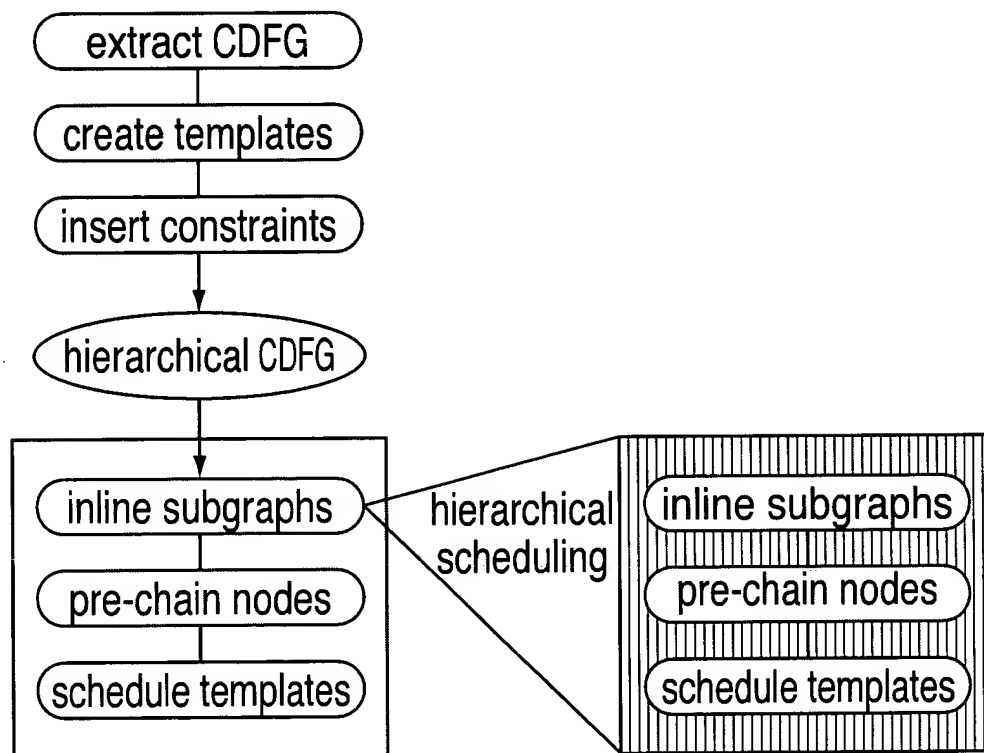 extract CDFG
create templates
insert constraints
hierarchical CDFG
inline subgraphs
pre-chain nodes
schedule templates
hierarchical
scheduling
inline subgraphs
pre-chain nodes
schedule templates